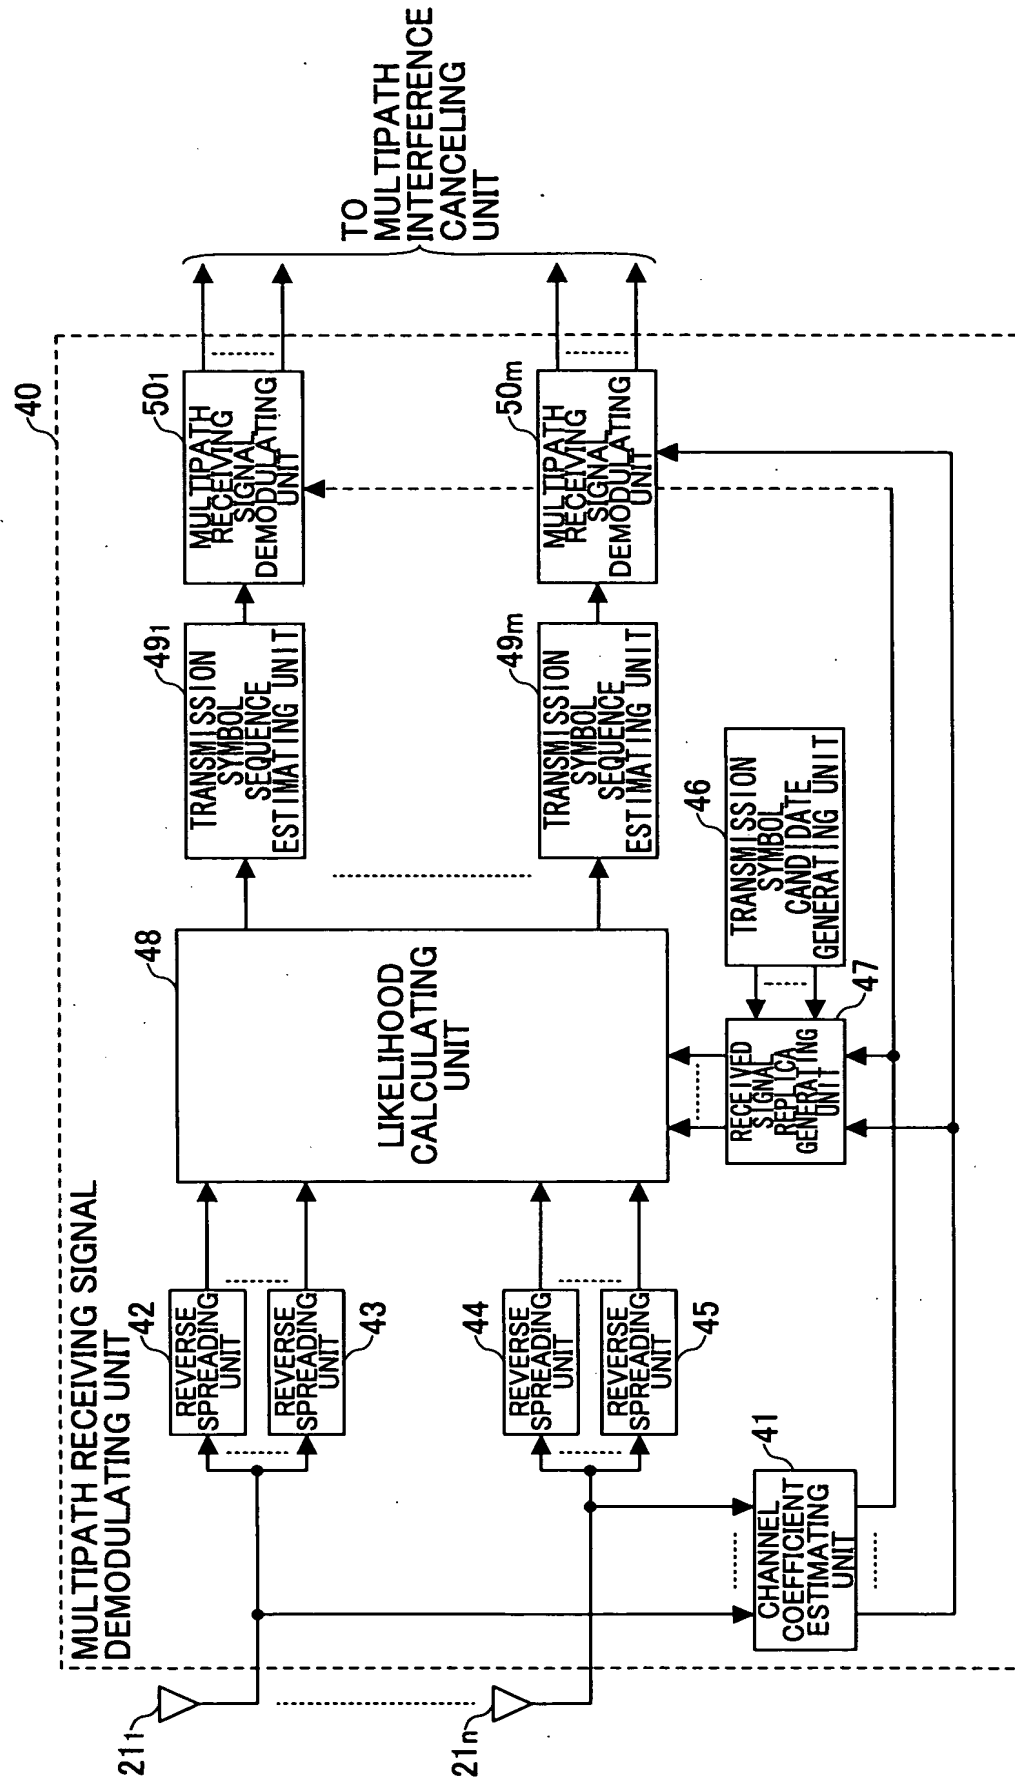 40
MULTIPATH RECEIVING SIGNAL
DEMODULATING UNIT
21₁
21n
42
REVERSE
SPREADING
UNIT
REVERSE
SPREADING
UNIT
43
44
REVERSE
SPREADING
UNIT
REVERSE
SPREADING
UNIT
45
41
CHANNEL
COEFFICIENT
ESTIMATING
UNIT
48
LIKELIHOOD
CALCULATING
UNIT
46
TRANSMISSION
SYMBOL
CANDIDATE
GENERATING UNIT
47
RECEIVED
SIGNAL
REPLICA
GENERATING
UNIT
49₁
TRANSMISSION
SYMBOL
SEQUENCE
ESTIMATING UNIT
49m
TRANSMISSION
SYMBOL
SEQUENCE
ESTIMATING UNIT
50₁
MULTIPATH
RECEIVING
SIGNAL
DEMODULATING
UNIT
50m
MULTIPATH
RECEIVING
SIGNAL
DEMODULATING
UNIT
TO
MULTIPATH
INTERFERENCE
CANCELING
UNIT